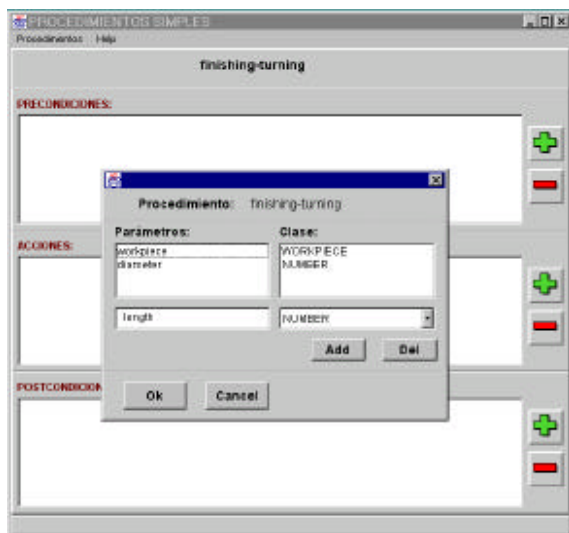 PROCEDIMIENTOS SIMPLES
Procedimentos Help
finishing-turning
PRECONDICIONES:
Procedimiento: finishing-turning
Parámetros: Clase:
workpiece WORKPIECE
diameter NUMBER
ACCIONES:
length NUMBER
Add Del
POSTCONDICION
Ok Cancel